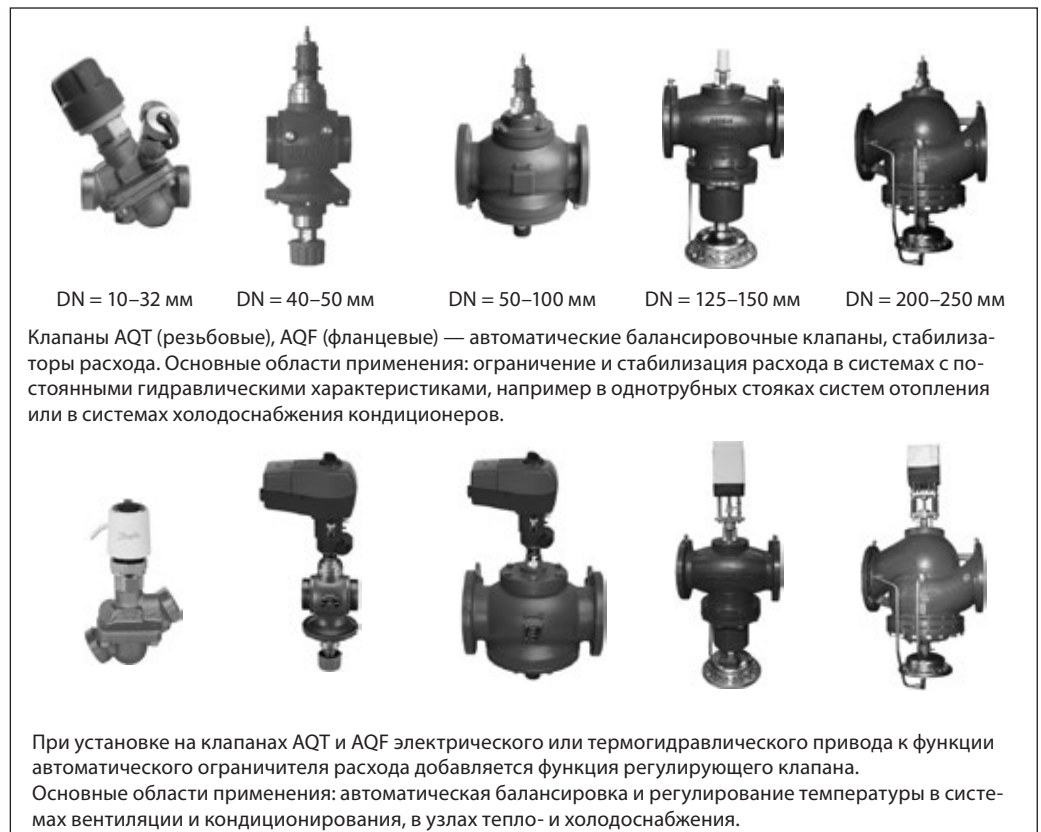 DN = 10–32 мм DN = 40–50 мм DN = 50–100 мм DN = 125–150 мм DN = 200–250 мм
Клапаны AQT (резьбовые), AQF (фланцевые) — автоматические балансировочные клапаны, стабилиза-
торы расхода. Основные области применения: ограничение и стабилизация расхода в системах с по-
стоянными гидравлическими характеристиками, например в однотрубных стояках систем отопления
или в системах холодоснабжения кондиционеров.
Danfoss
При установке на клапанах AQT и AQF электрического или термогидравлического привода к функции
автоматического ограничителя расхода добавляется функция регулирующего клапана.
Основные области применения: автоматическая балансировка и регулирование температуры в систе-
мах вентиляции и кондиционирования, в узлах тепло- и холодоснабжения.